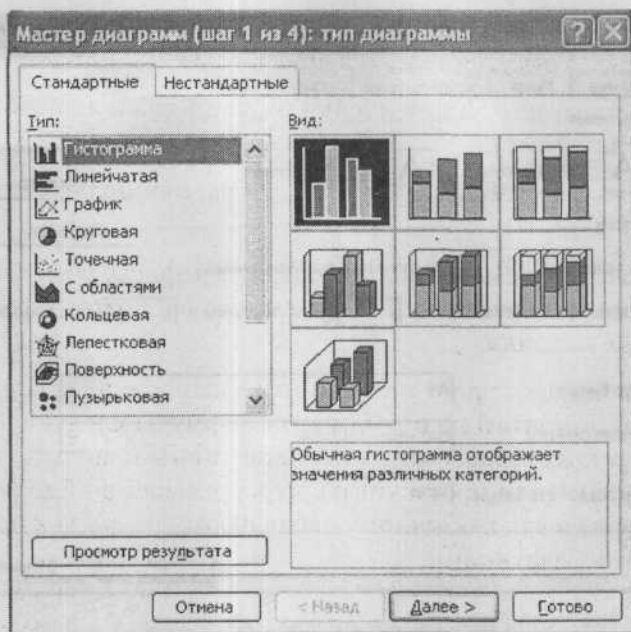 Мастер диаграмм (шаг 1 из 4): тип диаграммы
Стандартные
Нестандартные
Тип:
Гистограмма
Линейчатая
График
Круговая
Точечная
С областями
Кольцевая
Лепестковая
Поверхность
Пузырьковая
Вид:
Обычная гистограмма отображает
значения различных категорий.
Просмотр результата
Отмена
< Назад
Далее >
Готово